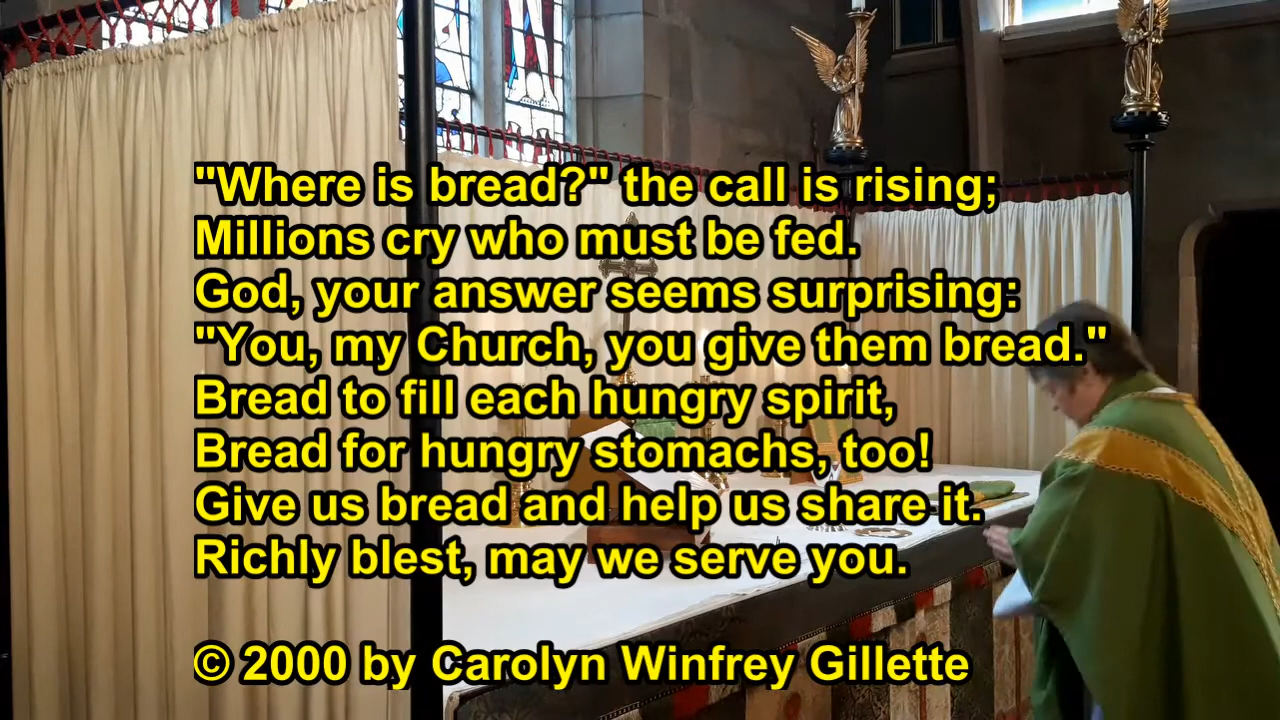 "Where is bread?" the call is rising;
Millions cry who must be fed.
God, your answer seems surprising:
"You, my Church, you give them bread."
Bread to fill each hungry spirit,
Bread for hungry stomachs, too!
Give us bread and help us share it.
Richly blest, may we serve you.
© 2000 by Carolyn Winfrey Gillette